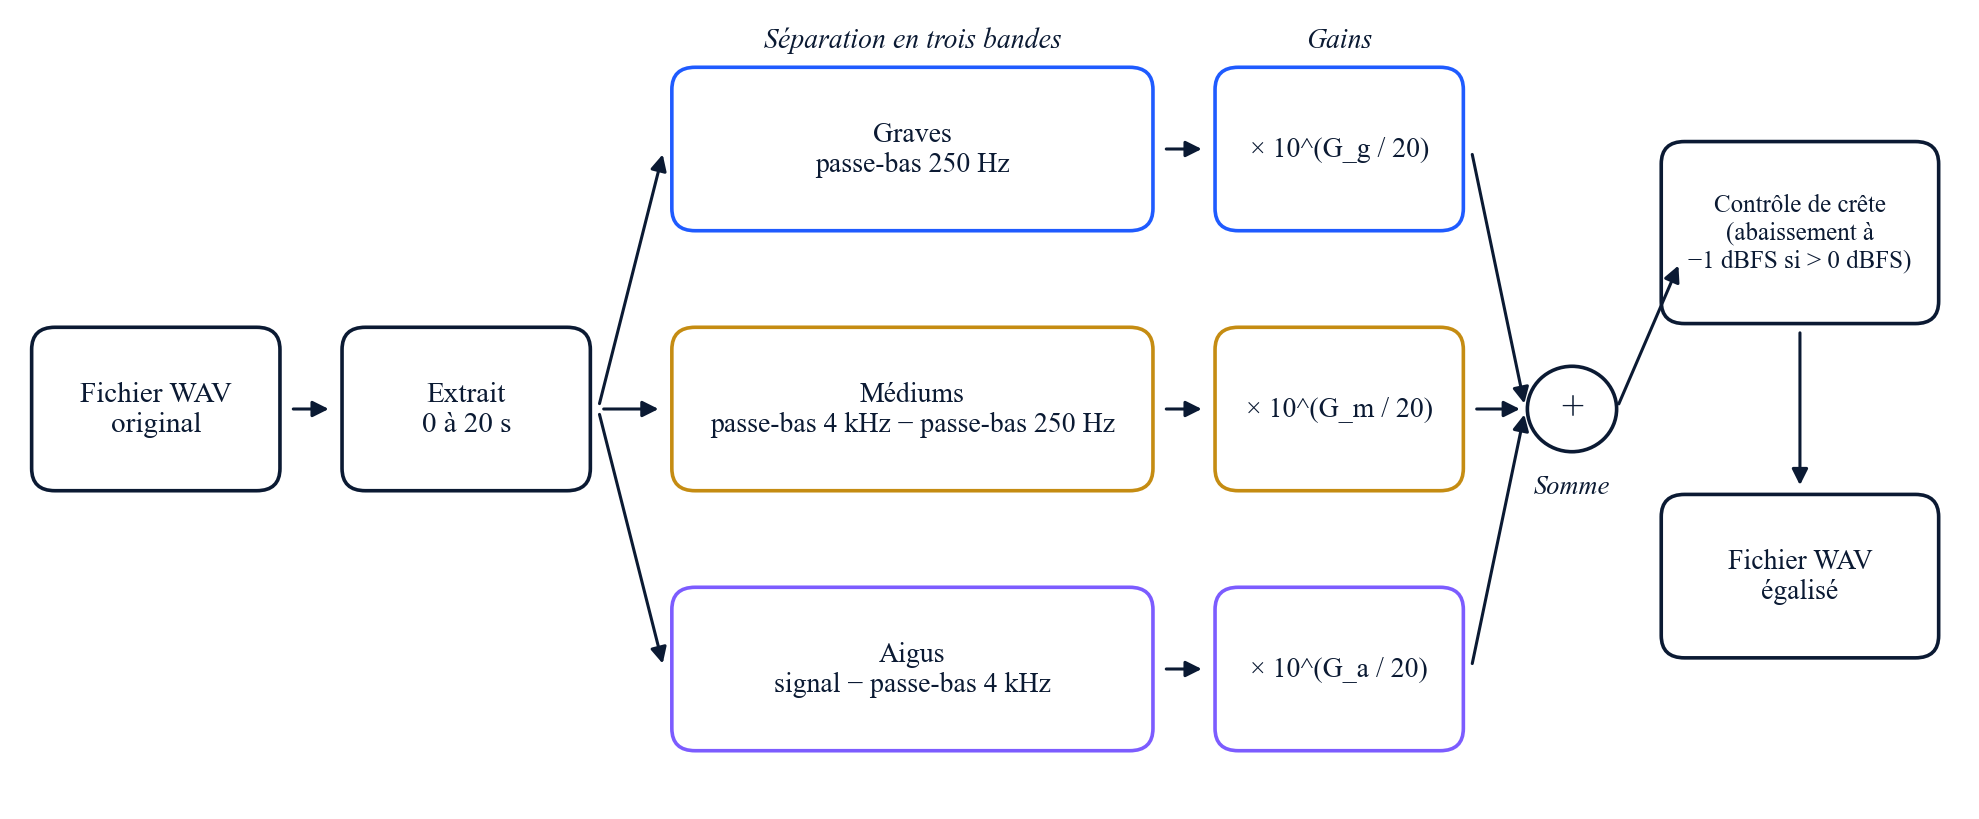 Séparation en trois bandes
Gains
Graves
passe-bas 250 Hz
× 10^(G_g / 20)
Contrôle de crête
(abaissement à
−1 dBFS si > 0 dBFS)
Fichier WAV
original
Extrait
0 à 20 s
Médiums
passe-bas 4 kHz − passe-bas 250 Hz
× 10^(G_m / 20)
+
Somme
Fichier WAV
égalisé
Aigus
signal − passe-bas 4 kHz
× 10^(G_a / 20)